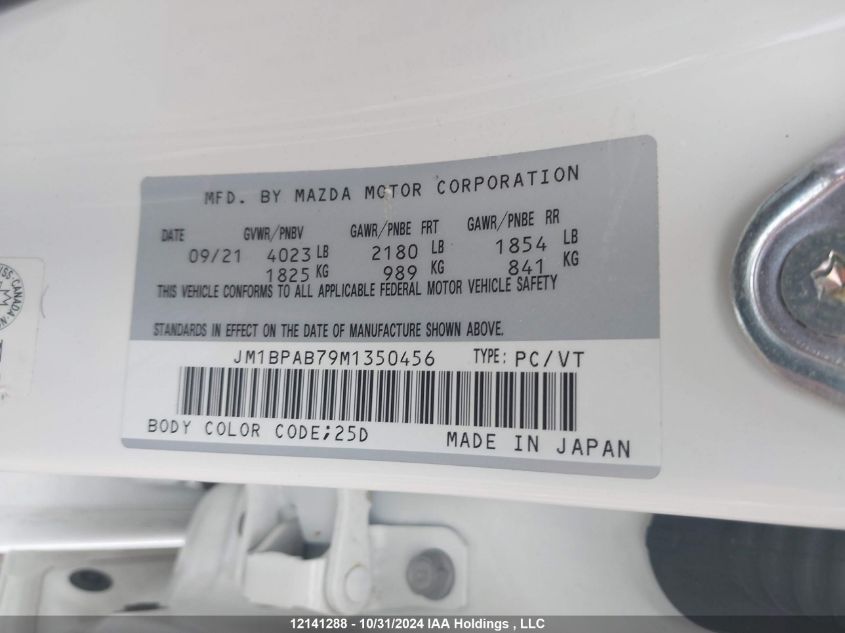 MFD. BY MAZDA MOTOR CORPORATION
DATE GVWR/PNBV GAWR/PNBE FRT GAWR/PNBE RR
09/21 4023 LB 2180 LB 1854 LB
1825 KG 989 KG 841 KG
THIS VEHICLE CONFORMS TO ALL APPLICABLE FEDERAL MOTOR VEHICLE SAFETY
STANDARDS IN EFFECT ON THE DATE OF MANUFACTURE SHOWN ABOVE.
JM1BPAB79M1350456 TYPE: PC/VT
BODY COLOR CODE;25D MADE IN JAPAN
12141288 - 10/31/2024 IAA Holdings , LLC